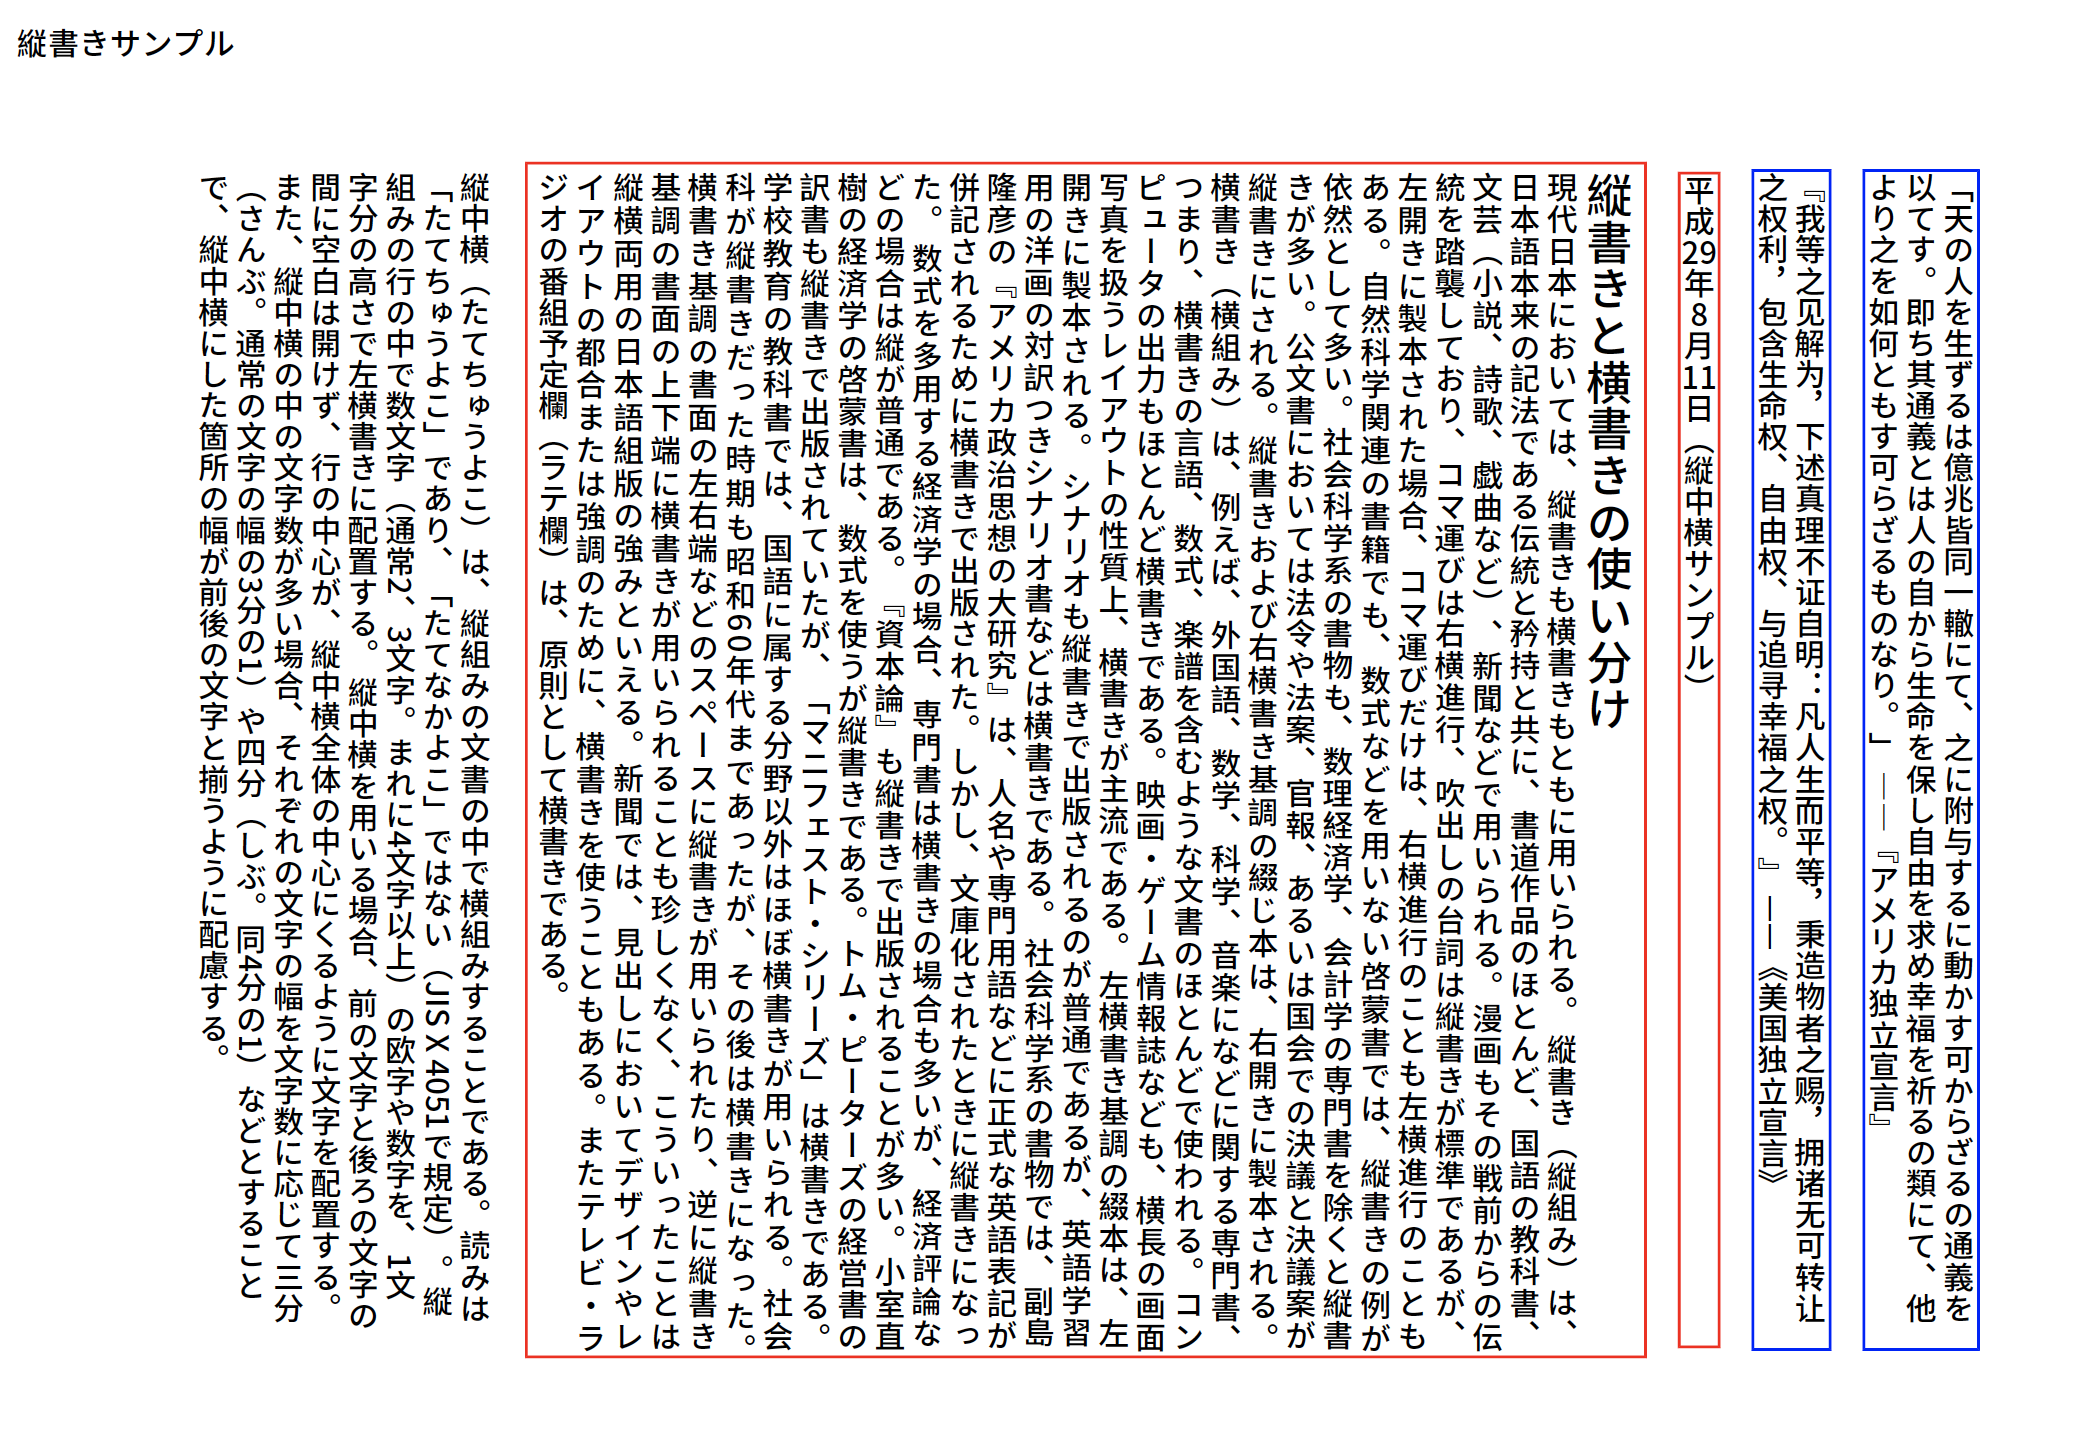 縦書きサンプル
「天の人を生ずるは億兆皆同一轍にて、之に附与するに動かす可からざるの通義を
以てす。即ち其通義とは人の自から生命を保し自由を求め幸福を祈るの類にて、他
より之を如何ともす可らざるものなり。」――『アメリカ独立宣言』
『我等之见解为，下述真理不证自明：凡人生而平等，秉造物者之赐，拥诸无可转让
之权利，包含生命权、自由权、与追寻幸福之权。』——《美国独立宣言》
平成29年8月11日（縦中横サンプル）
縦書きと横書きの使い分け
現代日本においては、縦書きも横書きもともに用いられる。縦書き（縦組み）は、
日本語本来の記法である伝統と矜持と共に、書道作品のほとんど、国語の教科書、
文芸（小説、詩歌、戯曲など）、新聞などで用いられる。漫画もその戦前からの伝
統を踏襲しており、コマ運びは右横進行、吹出しの台詞は縦書きが標準であるが、
左開きに製本された場合、コマ運びだけは、右横進行のことも左横進行のことも
ある。自然科学関連の書籍でも、数式などを用いない啓蒙書では、縦書きの例が
依然として多い。社会科学系の書物も、数理経済学、会計学の専門書を除くと縦書
きが多い。公文書においては法令や法案、官報、あるいは国会での決議と決議案が
縦書きにされる。縦書きおよび右横書き基調の綴じ本は、右開きに製本される。
横書き（横組み）は、例えば、外国語、数学、科学、音楽になどに関する専門書、
つまり、横書きの言語、数式、楽譜を含むような文書のほとんどで使われる。コン
ピュータの出力もほとんど横書きである。映画・ゲーム情報誌なども、横長の画面
写真を扱うレイアウトの性質上、横書きが主流である。左横書き基調の綴本は、左
開きに製本される。シナリオも縦書きで出版されるのが普通であるが、英語学習
用の洋画の対訳つきシナリオ書などは横書きである。社会科学系の書物では、副島
隆彦の『アメリカ政治思想の大研究』は、人名や専門用語などに正式な英語表記が
併記されるために横書きで出版された。しかし、文庫化されたときに縦書きになっ
た。数式を多用する経済学の場合、専門書は横書きの場合も多いが、経済評論な
どの場合は縦が普通である。『資本論』も縦書きで出版されることが多い。小室直
樹の経済学の啓蒙書は、数式を使うが縦書きである。トム・ピーターズの経営書の
訳書も縦書きで出版されていたが、「マニフェスト・シリーズ」は横書きである。
学校教育の教科書では、国語に属する分野以外はほぼ横書きが用いられる。社会
科が縦書きだった時期も昭和60年代まであったが、その後は横書きになった。
横書き基調の書面の左右端などのスペースに縦書きが用いられたり、逆に縦書き
基調の書面の上下端に横書きが用いられることも珍しくなく、こういったことは
縦横両用の日本語組版の強みといえる。新聞では、見出しにおいてデザインやレ
イアウトの都合または強調のために、横書きを使うこともある。またテレビ・ラ
ジオの番組予定欄（ラテ欄）は、原則として横書きである。
縦中横（たてちゅうよこ）は、縦組みの文書の中で横組みすることである。読みは
「たてちゅうよこ」であり、「たてなかよこ」ではない（JIS X 4051で規定）。縦
組みの行の中で数文字（通常2、3文字。まれに4文字以上）の欧字や数字を、1文
字分の高さで左横書きに配置する。縦中横を用いる場合、前の文字と後ろの文字の
間に空白は開けず、行の中心が、縦中横全体の中心にくるように文字を配置する。
また、縦中横の中の文字数が多い場合、それぞれの文字の幅を文字数に応じて三分
（さんぶ。通常の文字の幅の3分の1）や四分（しぶ。同4分の1）などとすること
で、縦中横にした箇所の幅が前後の文字と揃うように配慮する。